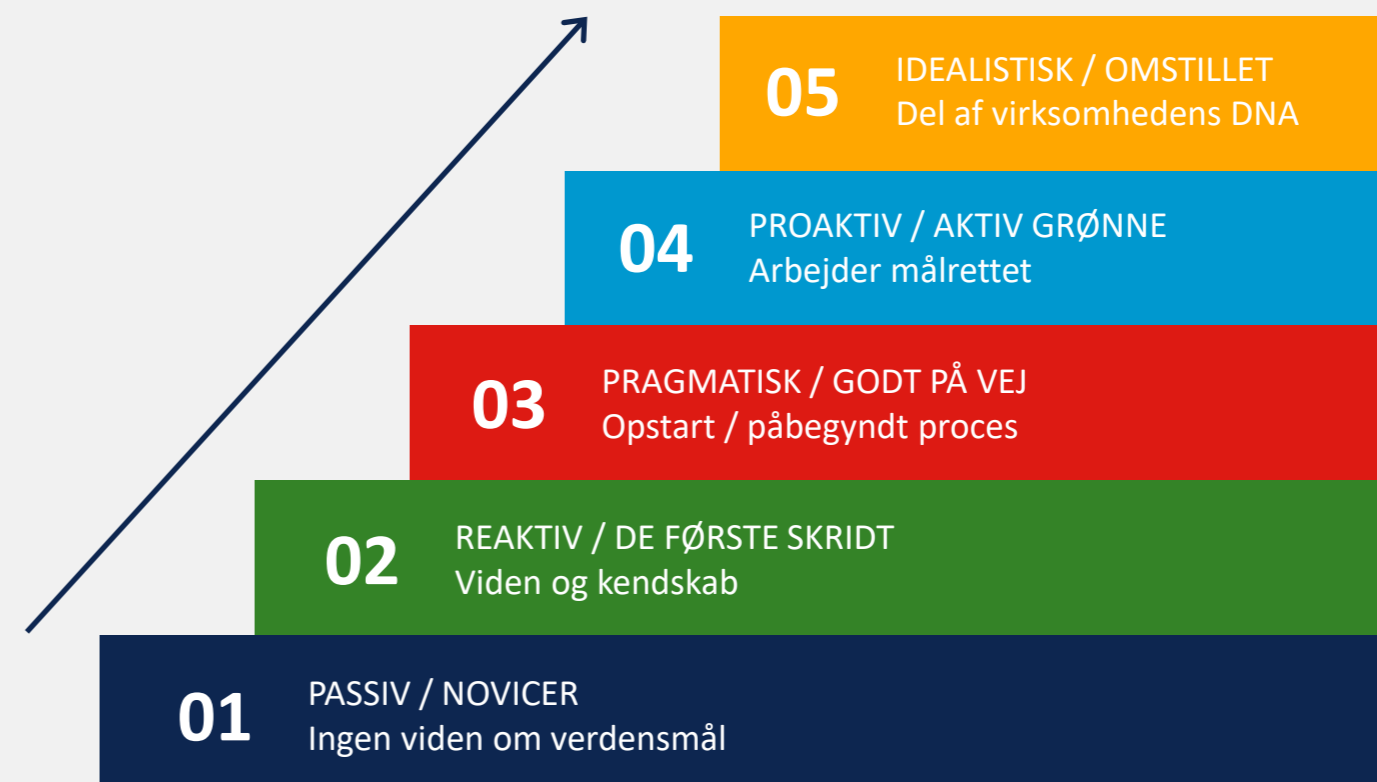 05
IDEALISTISK / OMSTILLET
Del af virksomhedens DNA
04
PROAKTIV / AKTIV GRØNNE
Arbejder målrettet
03
PRAGMATISK / GODT PÅ VEJ
Opstart / påbegyndt proces
02
REAKTIV / DE FØRSTE SKRIDT
Viden og kendskab
01
PASSIV / NOVICER
Ingen viden om verdensmål